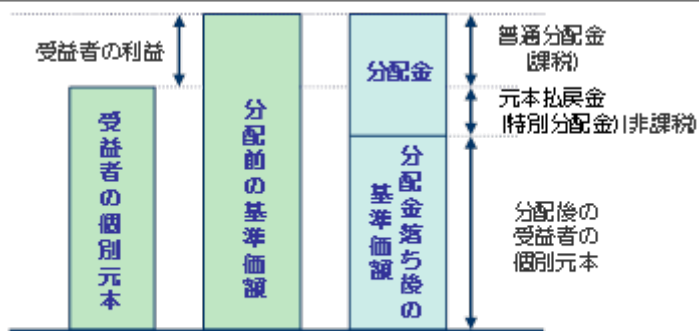 受益者の利益
受益者の個別元本
分配前の基準価額
分配金
分配金落ち後の
基準価額
普通分配金
(課税)
元本払戻金
(特別分配金)(非課税)
分配後の
受益者の
個別元本